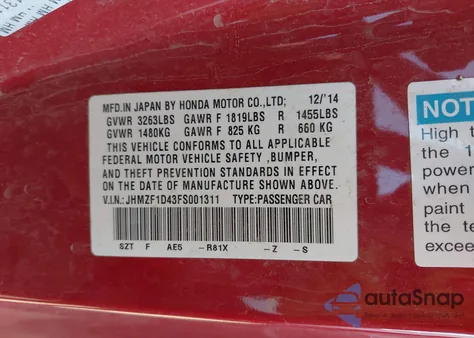 MFD.IN JAPAN BY HONDA MOTOR CO.,LTD; 12/'14
GVWR 3263LBS GAWR F 1819LBS R 1455LBS
GVWR 1480KG GAWR F 825 KG R 660 KG
THIS VEHICLE CONFORMS TO ALL APPLICABLE
FEDERAL MOTOR VEHICLE SAFETY ,BUMPER,
AND THEFT PREVENTION STANDARDS IN EFFECT
ON THE DATE OF MANUFACTURE SHOWN ABOVE.
V.I.N.: JHMZF1D43FS001311 TYPE:PASSENGER CAR
SZT F AE5 -R81X -Z -S
NOT
High t
the 1
power
when
paint
the te
excee
autoSnap